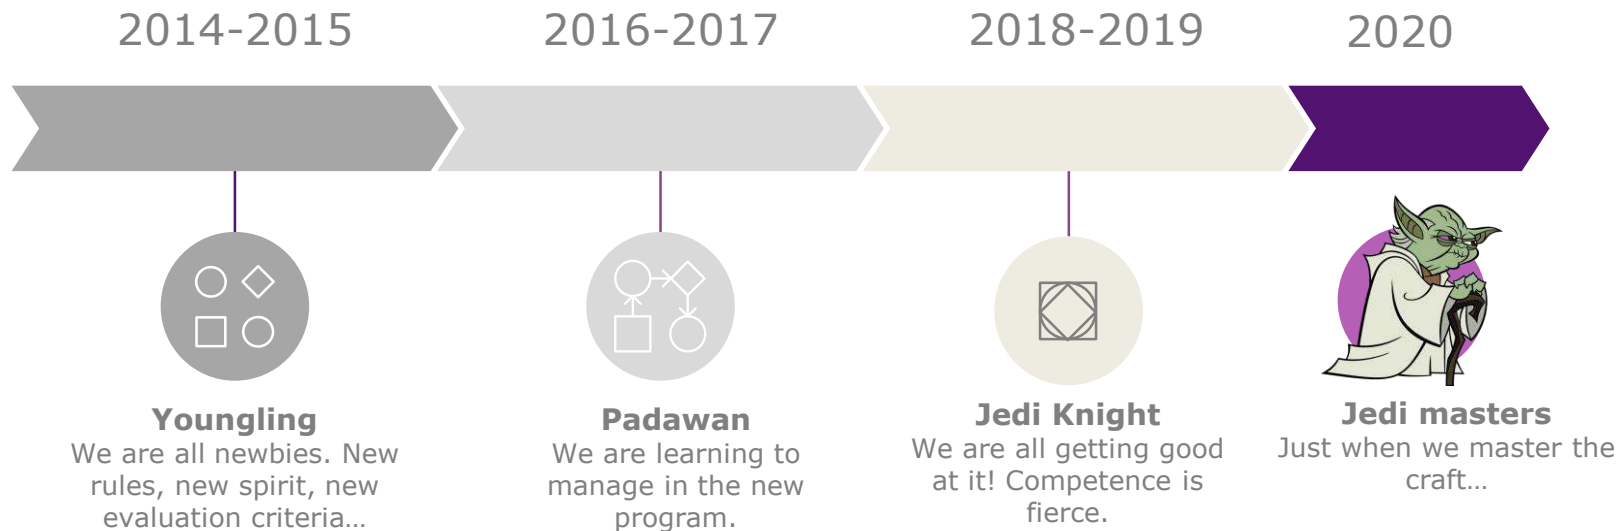 2014-2015
2016-2017
2018-2019
2020
Youngling
We are all newbies. New
rules, new spirit, new
evaluation criteria…
Padawan
We are learning to
manage in the new
program.
Jedi Knight
We are all getting good
at it! Competence is
fierce.
Jedi masters
Just when we master the
craft…